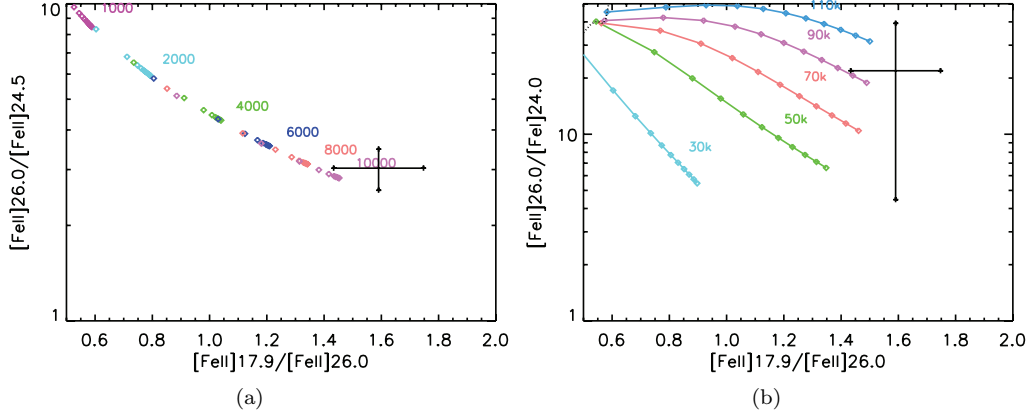 10
1000
2000
4000
6000
8000
10000
1
0.6 0.8 1.0 1.2 1.4 1.6 1.8 2.0
[FeII]17.9/[FeII]26.0
[FeII]26.0/[FeII]24.5
(a)
110k
90k
70k
50k
30k
10
1
0.6 0.8 1.0 1.2 1.4 1.6 1.8 2.0
[FeII]17.9/[FeII]26.0
[FeII]26.0/[FeI]24.0
(b)